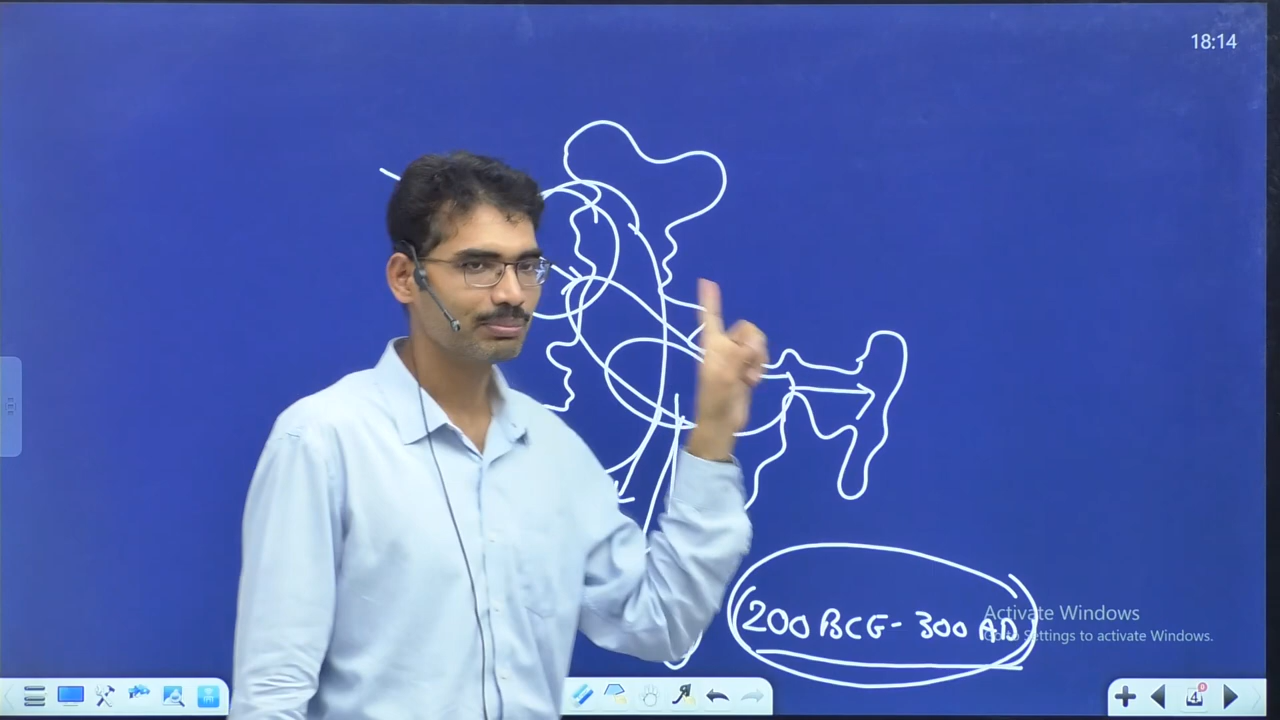 18:14
200 BCE - 300 AD
Activate Windows
Go to Settings to activate Windows.